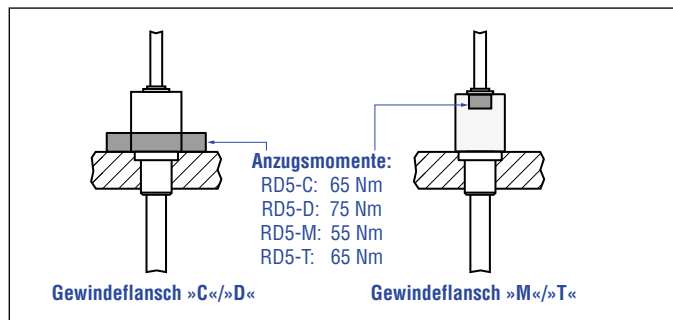 Anzugsmomente:
RD5-C: 65 Nm
RD5-D: 75 Nm
RD5-M: 55 Nm
RD5-T: 65 Nm
Gewindeflansch »C«/»D«
Gewindeflansch »M«/»T«